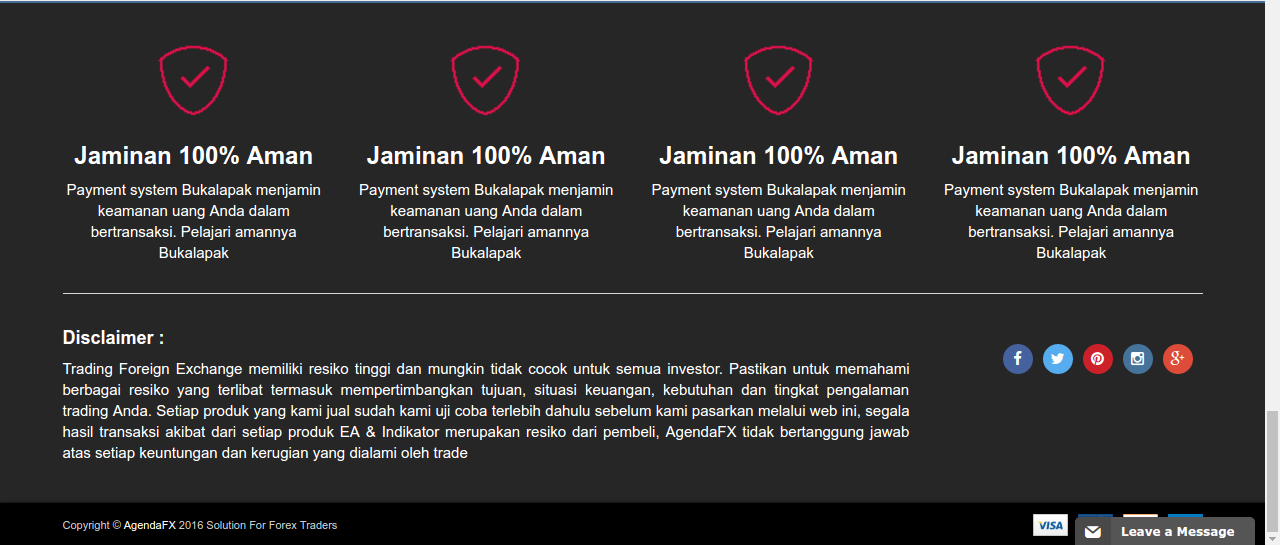 Jaminan 100% Aman
Payment system Bukalapak menjamin
keamanan uang Anda dalam
bertransaksi. Pelajari amannya
Bukalapak
Jaminan 100% Aman
Payment system Bukalapak menjamin
keamanan uang Anda dalam
bertransaksi. Pelajari amannya
Bukalapak
Jaminan 100% Aman
Payment system Bukalapak menjamin
keamanan uang Anda dalam
bertransaksi. Pelajari amannya
Bukalapak
Jaminan 100% Aman
Payment system Bukalapak menjamin
keamanan uang Anda dalam
bertransaksi. Pelajari amannya
Bukalapak
Disclaimer :
Trading Foreign Exchange memiliki resiko tinggi dan mungkin tidak cocok untuk semua investor. Pastikan untuk memahami
berbagai resiko yang terlibat termasuk mempertimbangkan tujuan, situasi keuangan, kebutuhan dan tingkat pengalaman
trading Anda. Setiap produk yang kami jual sudah kami uji coba terlebih dahulu sebelum kami pasarkan melalui web ini, segala
hasil transaksi akibat dari setiap produk EA & Indikator merupakan resiko dari pembeli, AgendaFX tidak bertanggung jawab
atas setiap keuntungan dan kerugian yang dialami oleh trade
Copyright © AgendaFX 2016 Solution For Forex Traders
VISA
Leave a Message